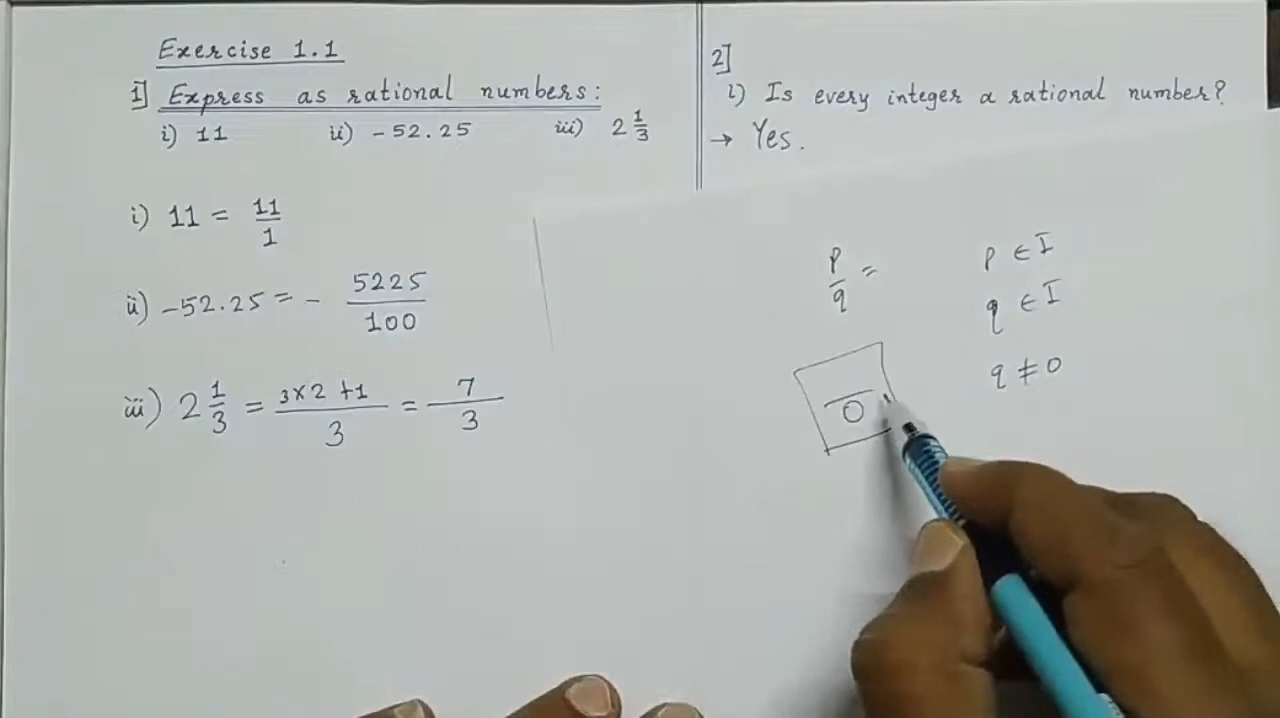 Exercise 1.1
1] Express as rational numbers:
i) 11 ii) -52.25 iii) 2 1/3
i) 11 = 11/1
ii) -52.25 = - 5225/100
iii) 2 1/3 = 3×2+1/3 = 7/3
2]
i) Is every integer a rational number?
→ Yes.
p/q =
p ∈ I
q ∈ I
q ≠ 0
/0